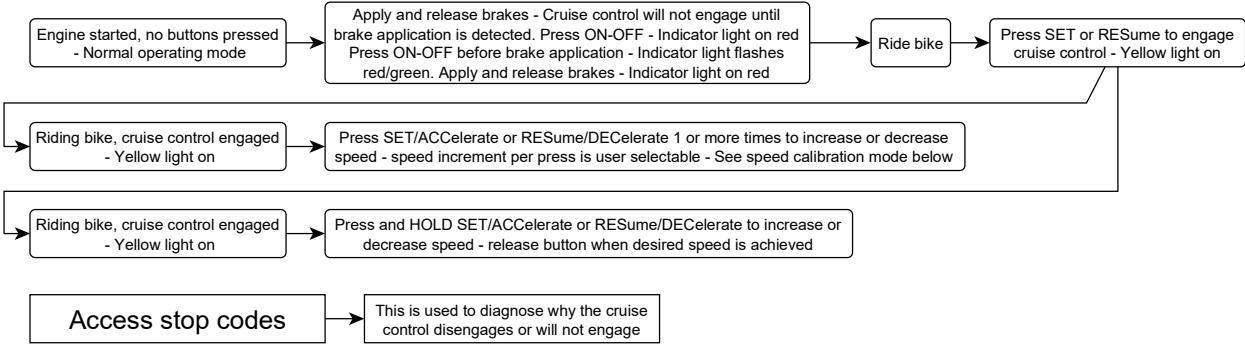 Engine started, no buttons pressed
- Normal operating mode
Apply and release brakes - Cruise control will not engage until
brake application is detected. Press ON-OFF - Indicator light on red
Press ON-OFF before brake application - Indicator light flashes
red/green. Apply and release brakes - Indicator light on red
Ride bike
Press SET or RESume to engage
cruise control - Yellow light on
Riding bike, cruise control engaged
- Yellow light on
Press SET/ACCelerate or RESume/DECelerate 1 or more times to increase or decrease
speed - speed increment per press is user selectable - See speed calibration mode below
Riding bike, cruise control engaged
- Yellow light on
Press and HOLD SET/ACCelerate or RESume/DECelerate to increase or
decrease speed - release button when desired speed is achieved
Access stop codes
This is used to diagnose why the cruise
control disengages or will not engage